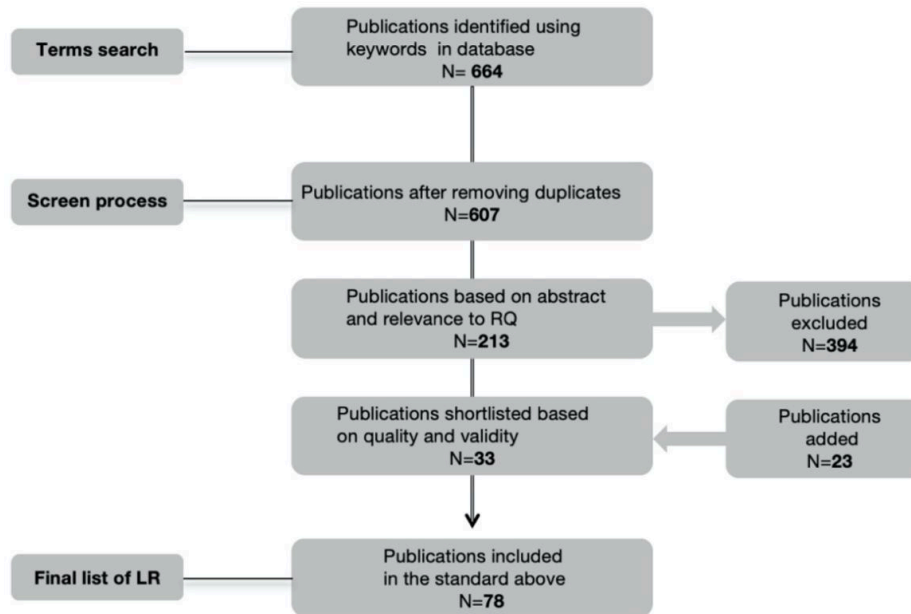 Terms search
Publications identified using
keywords in database
N= 664
Screen process
Publications after removing duplicates
N=607
Publications based on abstract
and relevance to RQ
N=213
Publications
excluded
N=394
Publications shortlisted based
on quality and validity
N=33
Publications
added
N=23
Final list of LR
Publications included
in the standard above
N=78